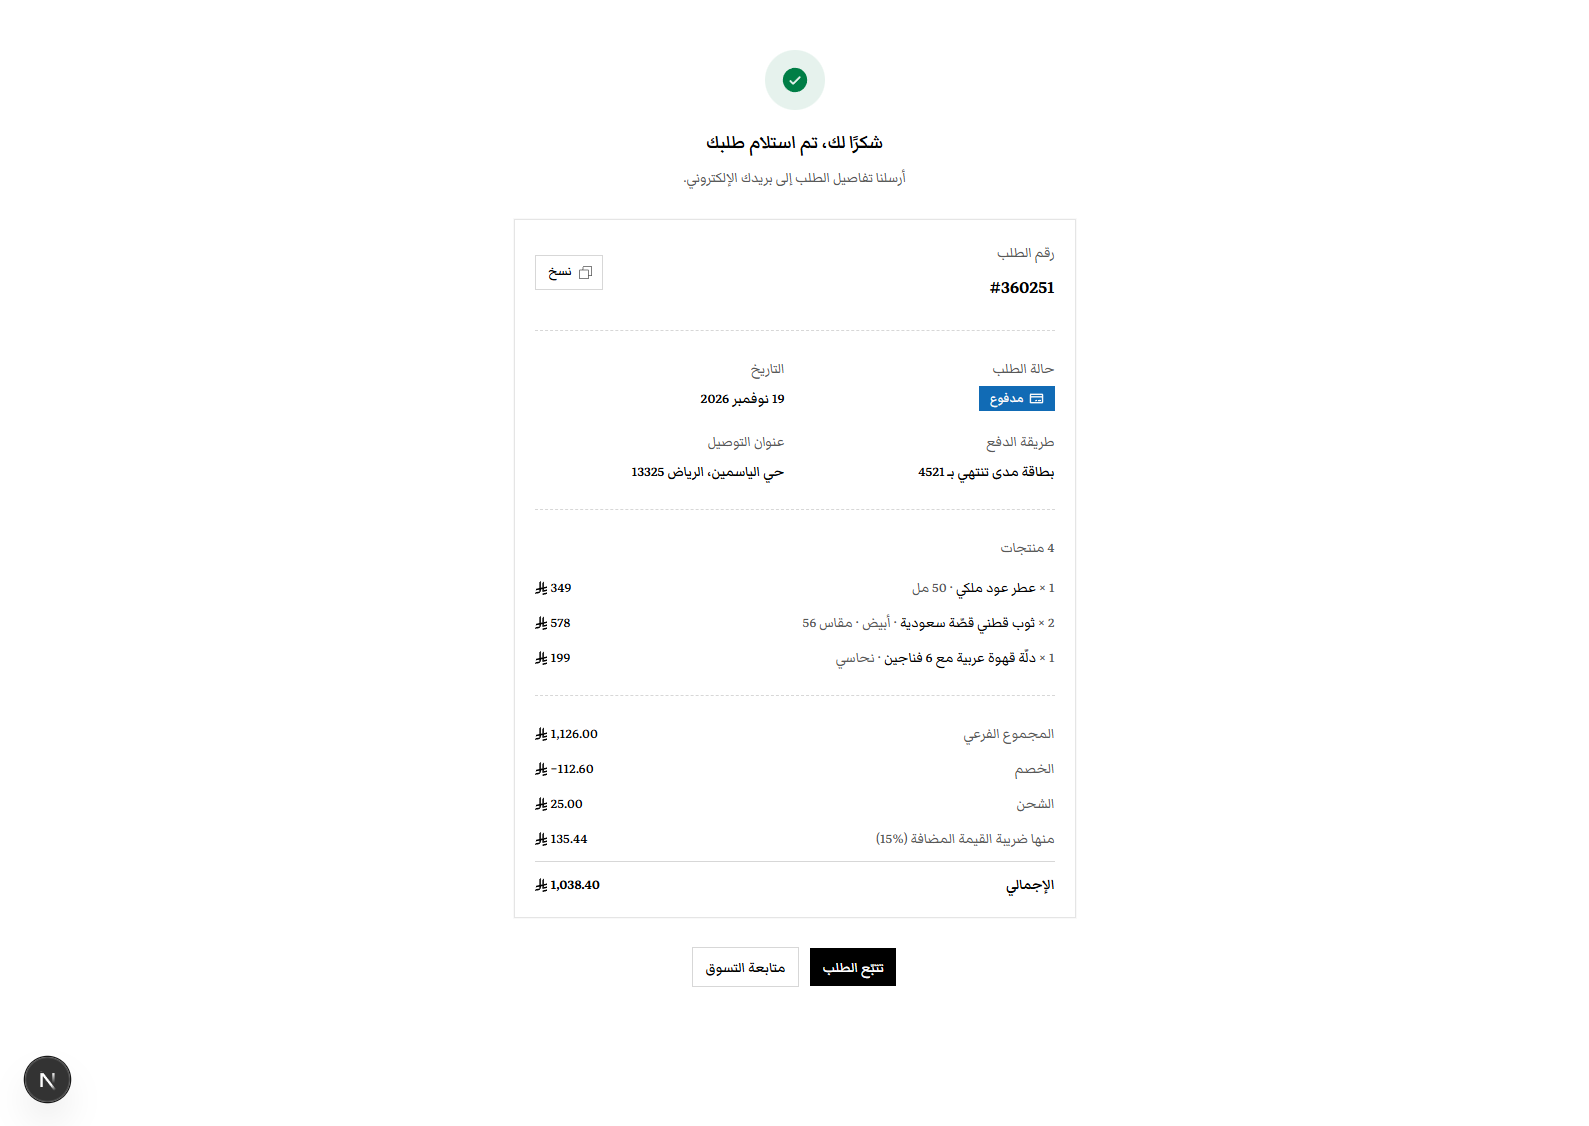 شكرًا لك، تم استلام طلبك
أرسلنا تفاصيل الطلب إلى بريدك الإلكتروني.
رقم الطلب
#360251
نسخ
حالة الطلب
مدفوع
التاريخ
19 نوفمبر 2026
طريقة الدفع
بطاقة مدى تنتهي بـ 4521
عنوان التوصيل
حي الياسمين، الرياض 13325
4 منتجات
1 × عطر عود ملكي · 50 مل
349 ⃁
2 × ثوب قطني قصّة سعودية · أبيض · مقاس 56
578 ⃁
1 × دلّة قهوة عربية مع 6 فناجين · نحاسي
199 ⃁
المجموع الفرعي
1,126.00 ⃁
الخصم
−112.60 ⃁
الشحن
25.00 ⃁
منها ضريبة القيمة المضافة (15%)
135.44 ⃁
الإجمالي
1,038.40 ⃁
تتبّع الطلب
متابعة التسوق
N